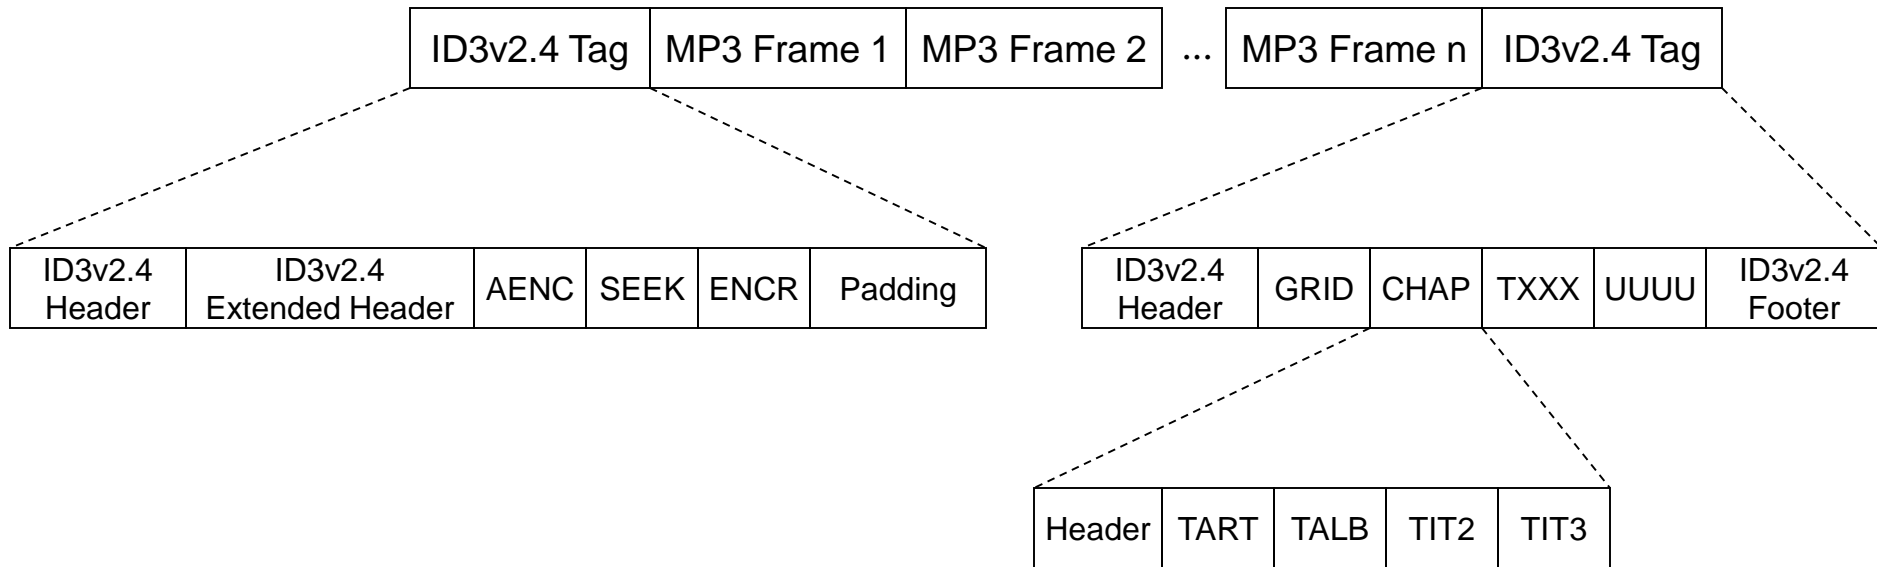 ID3v2.4 Tag MP3 Frame 1 MP3 Frame 2 ... MP3 Frame n ID3v2.4 Tag
ID3v2.4
Header
ID3v2.4
Extended Header
AENC
SEEK
ENCR
Padding
ID3v2.4
Header
GRID
CHAP
TXXX
UUUU
ID3v2.4
Footer
Header TART TALB TIT2 TIT3